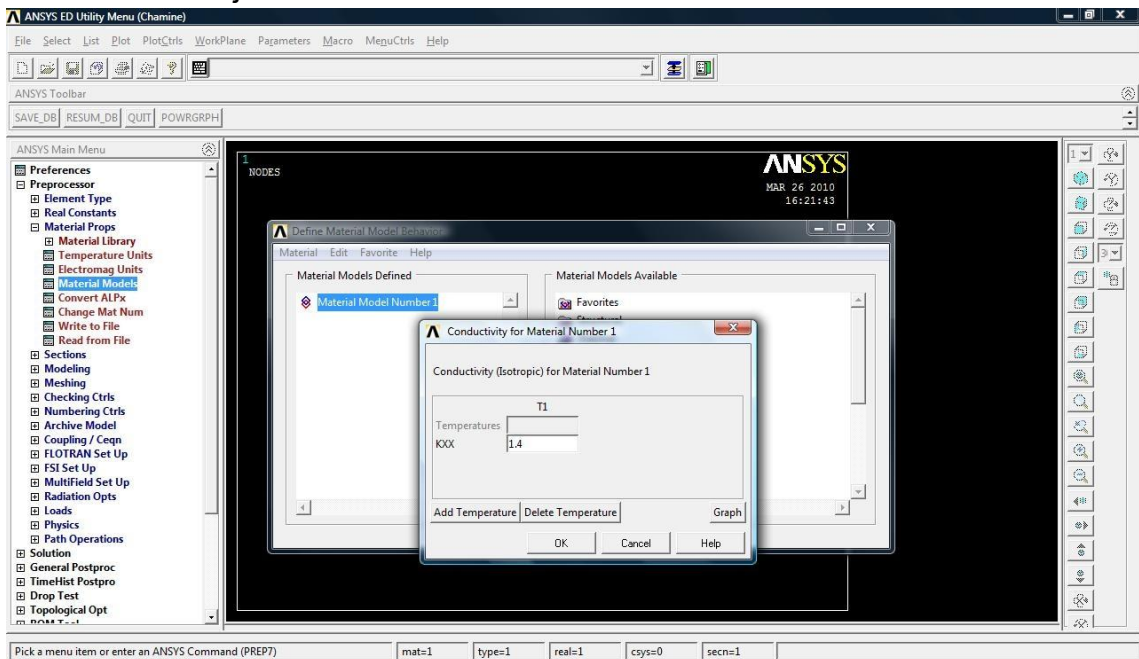 ANSYS ED Utility Menu (Chamine)
File Select List Plot PlotCtrls WorkPlane Parameters Macro MenuCtrls Help
ANSYS Toolbar
SAVE_DB RESUM_DB QUIT POWRGRPH
ANSYS Main Menu
Preferences
Preprocessor
Element Type
Real Constants
Material Props
Material Library
Temperature Units
Electromag Units
Material Models
Convert ALPx
Change Mat Num
Write to File
Read from File
Sections
Modeling
Meshing
Checking Ctrls
Numbering Ctrls
Archive Model
Coupling / Ceqn
FLOTRAN Set Up
FSI Set Up
MultiField Set Up
Radiation Opts
Loads
Physics
Path Operations
Solution
General Postproc
TimeHist Postpro
Drop Test
Topological Opt
1
NODES
ANSYS
MAR 26 2010
16:21:43
Define Material Model Behavior
Material Edit Favorite Help
Material Models Defined
Material Model Number 1
Material Models Available
Favorites
Structural
Conductivity for Material Number 1
Conductivity (Isotropic) for Material Number 1
T1
Temperatures
KXX 1.4
Add Temperature Delete Temperature Graph
OK Cancel Help
1
Pick a menu item or enter an ANSYS Command (PREP7) mat=1 type=1 real=1 csys=0 secn=1